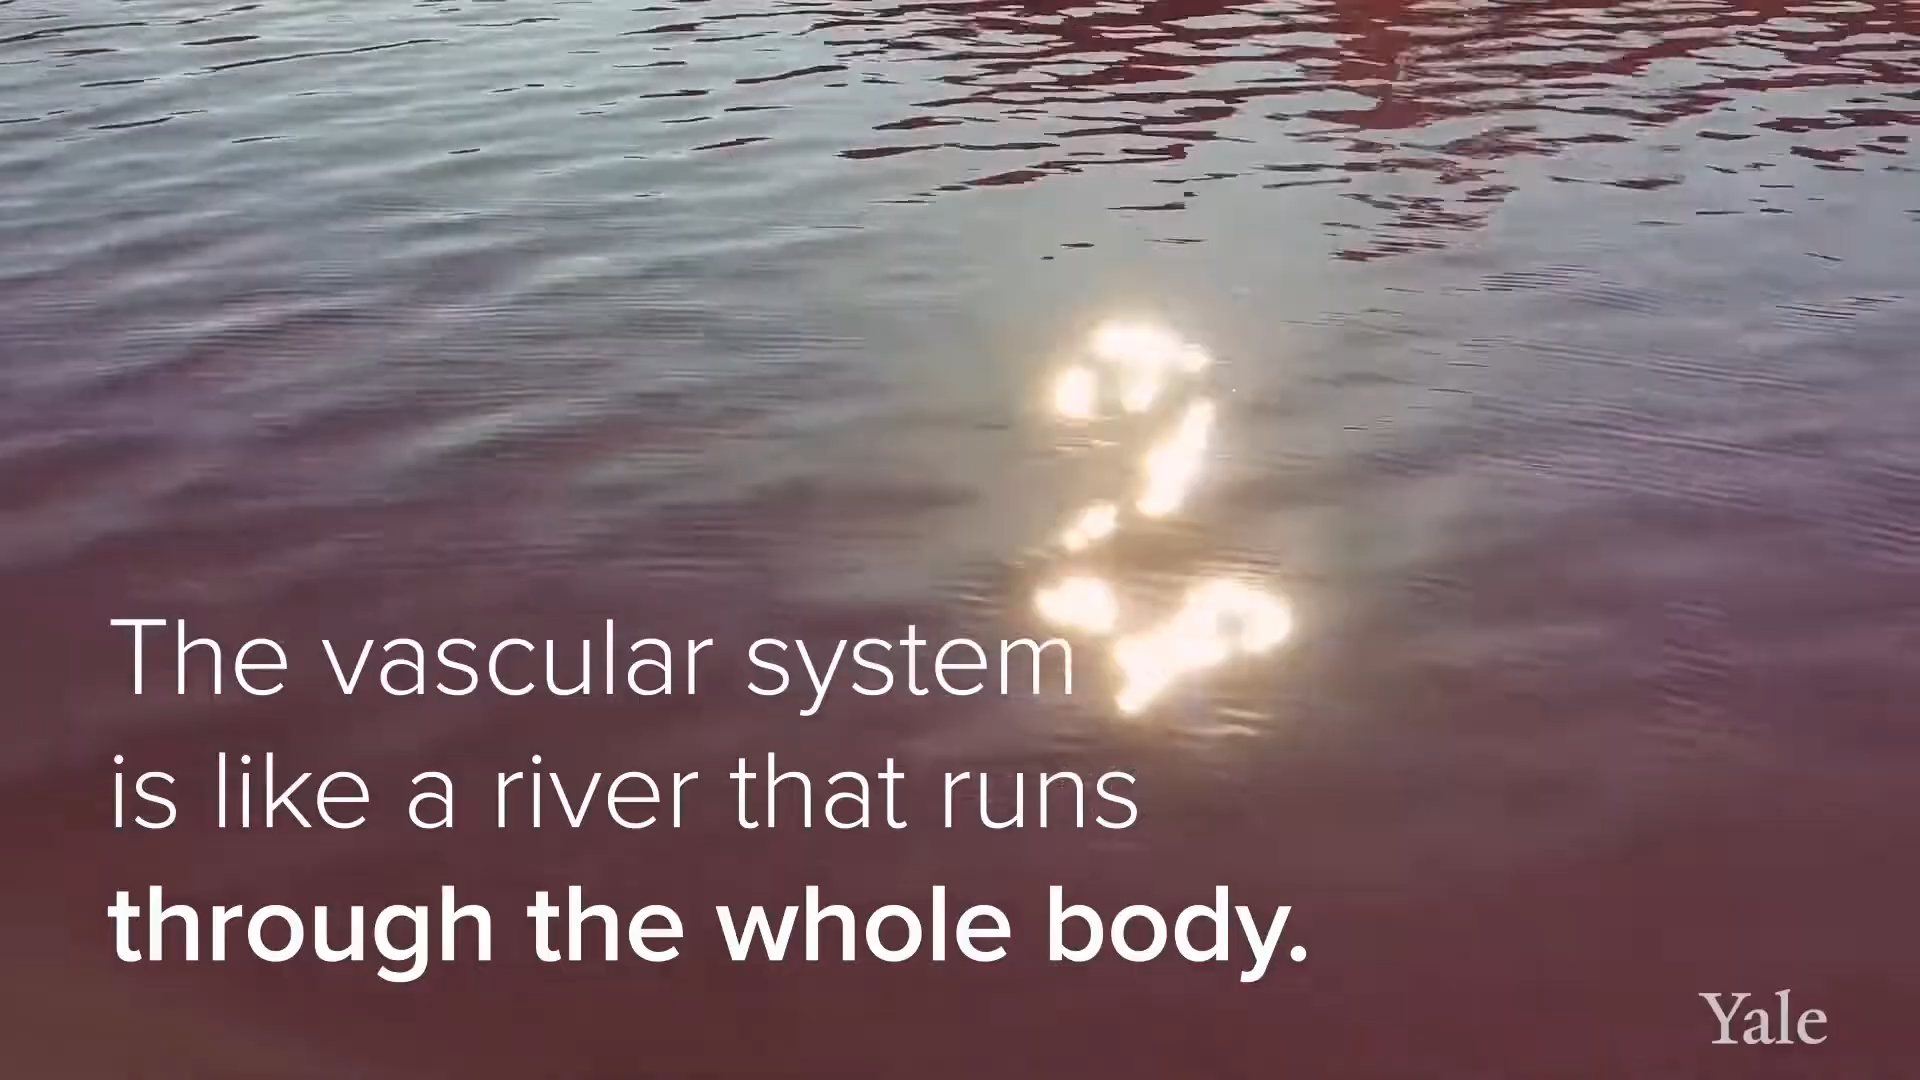 The vascular system
is like a river that runs
through the whole body.
Yale